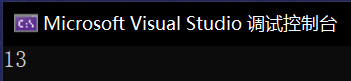 C:\ Microsoft Visual Studio 调试控制台
13